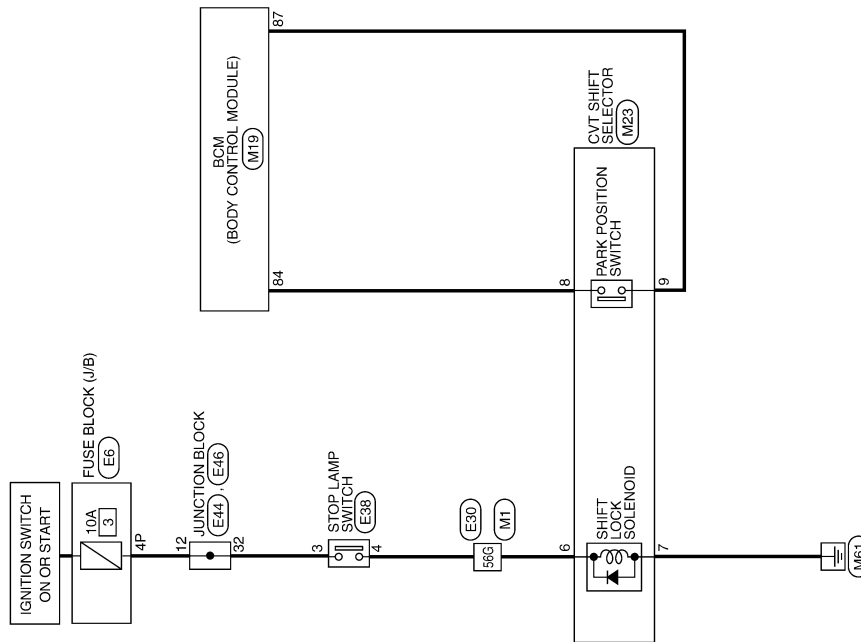 IGNITION SWITCH
ON OR START
FUSE BLOCK (J/B)
E6
10A
3
4P
12
JUNCTION BLOCK
E44 , E46
32
3
STOP LAMP
SWITCH
E38
4
56G
E30
M1
6
SHIFT
LOCK
SOLENOID
7
M61
BCM
(BODY CONTROL MODULE)
M19
84
87
8
PARK POSITION
SWITCH
9
CVT SHIFT
SELECTOR
M23